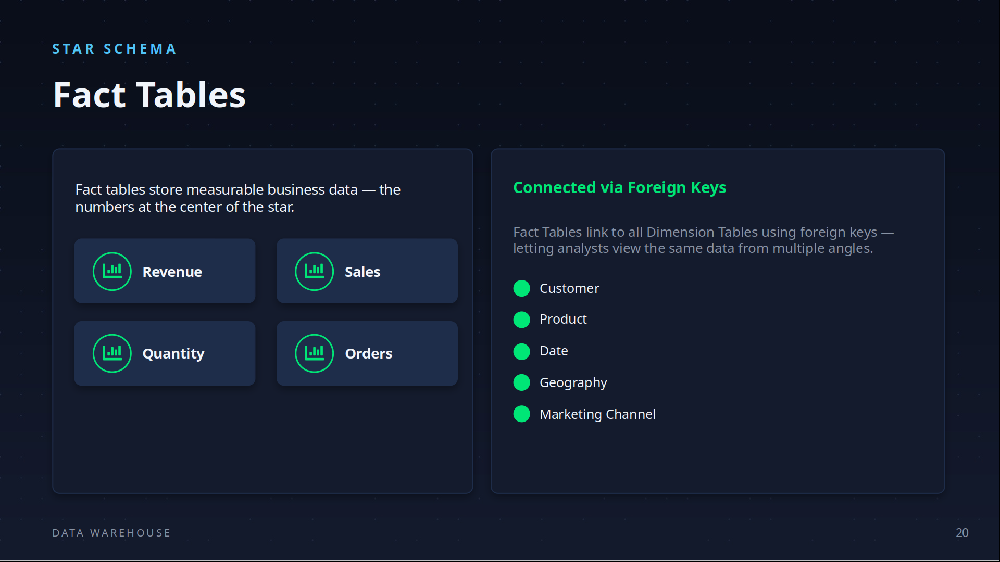 STAR SCHEMA
Fact Tables
Fact tables store measurable business data — the
numbers at the center of the star.
Revenue
Sales
Quantity
Orders
Connected via Foreign Keys
Fact Tables link to all Dimension Tables using foreign keys —
letting analysts view the same data from multiple angles.
Customer
Product
Date
Geography
Marketing Channel
DATA WAREHOUSE
20